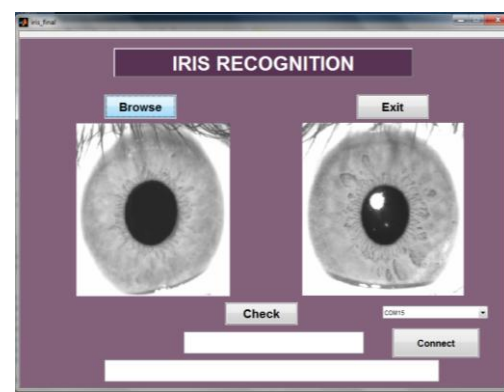 iris_final
IRIS RECOGNITION
Browse
Exit
Check
COM15
Connect